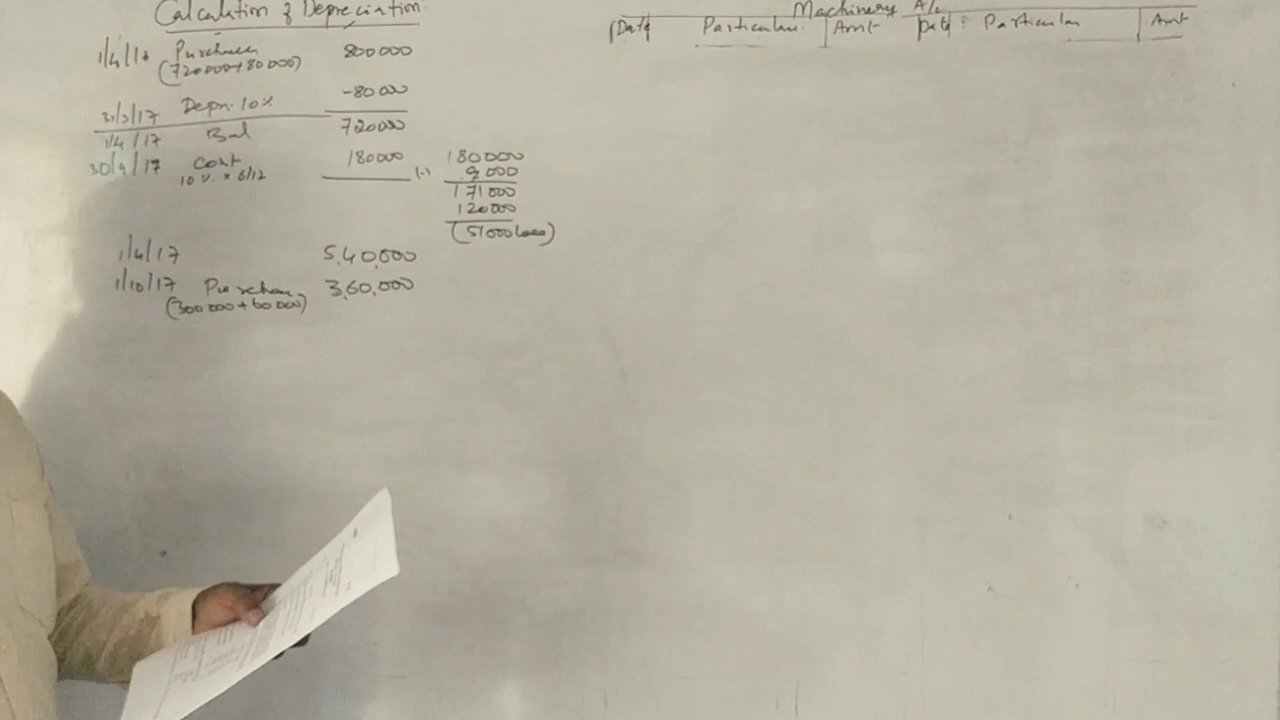 Calculation of Depreciation
1/4/16 Purchase 800000
(720000+80000)
-80000
31/3/17 Depn. 10%
1/4/17 Bal 720000
30/9/17 Cost 180000 (-) 180000
10% × 6/12 9000
171000
120000
(51000 Loss)
1/4/17 5,40,000
1/10/17 Purchase 3,60,000
(300000+60000)
Machinery A/c
Date Particular Amt Date Particular Amt